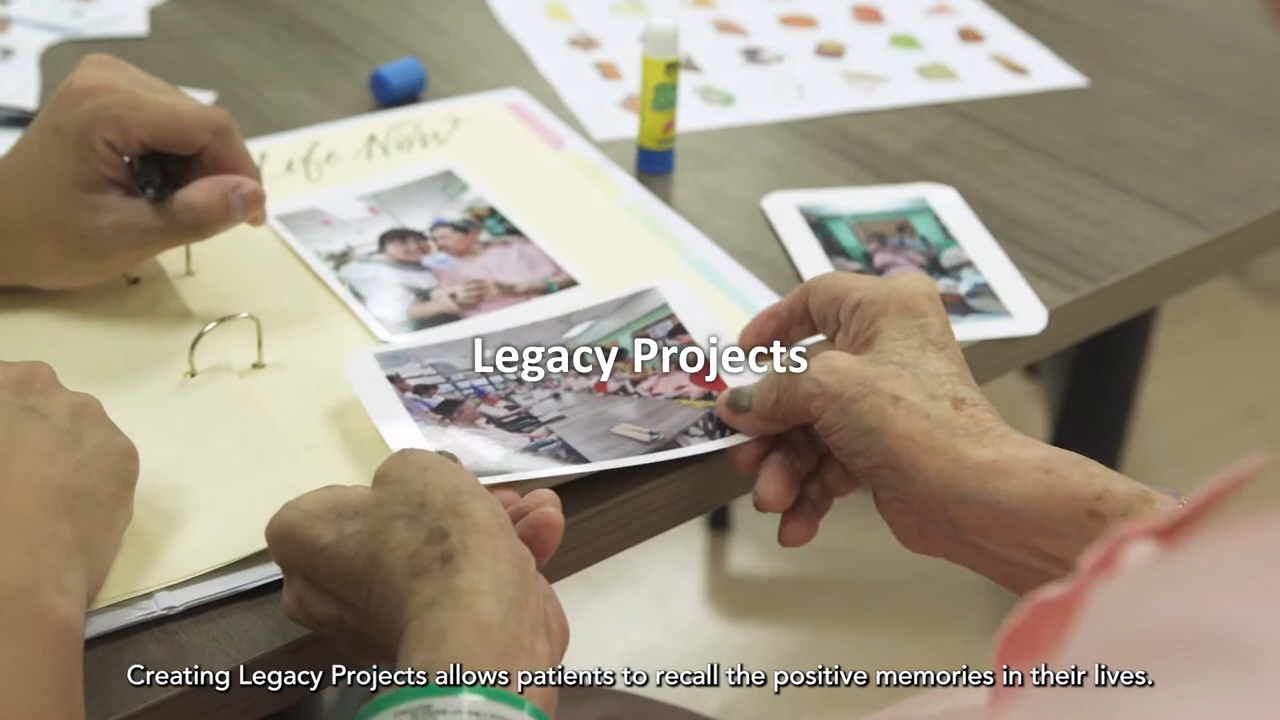 Life Now
Legacy Projects
Creating Legacy Projects allows patients to recall the positive memories in their lives.